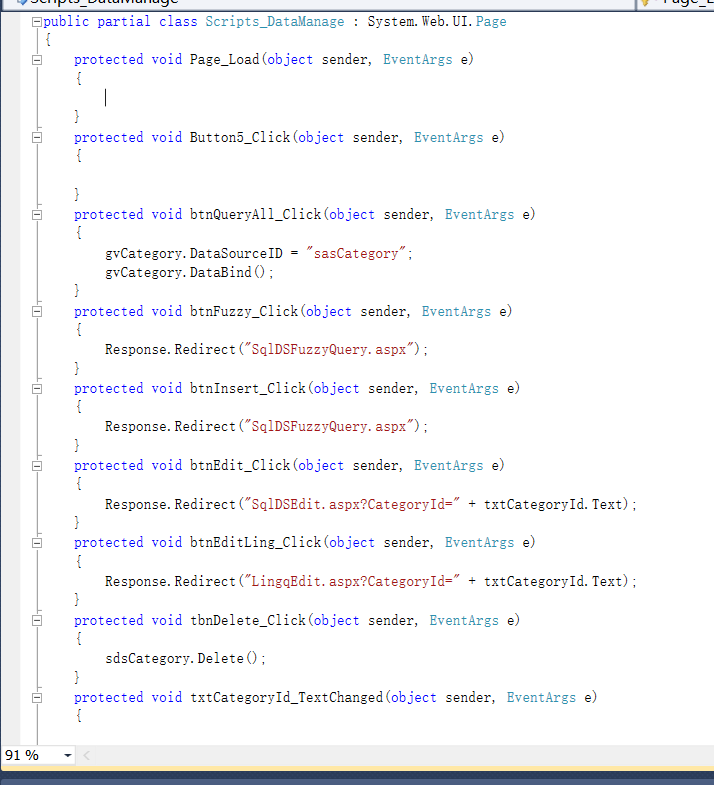 public partial class Scripts_DataManage : System.Web.UI.Page
{
    protected void Page_Load(object sender, EventArgs e)
    {

    }
    protected void Button5_Click(object sender, EventArgs e)
    {

    }
    protected void btnQueryAll_Click(object sender, EventArgs e)
    {
        gvCategory.DataSourceID = "sasCategory";
        gvCategory.DataBind();
    }
    protected void btnFuzzy_Click(object sender, EventArgs e)
    {
        Response.Redirect("SqlDSFuzzyQuery.aspx");
    }
    protected void btnInsert_Click(object sender, EventArgs e)
    {
        Response.Redirect("SqlDSFuzzyQuery.aspx");
    }
    protected void btnEdit_Click(object sender, EventArgs e)
    {
        Response.Redirect("SqlDSEdit.aspx?CategoryId=" + txtCategoryId.Text);
    }
    protected void btnEditLing_Click(object sender, EventArgs e)
    {
        Response.Redirect("LingqEdit.aspx?CategoryId=" + txtCategoryId.Text);
    }
    protected void tbnDelete_Click(object sender, EventArgs e)
    {
        sdsCategory.Delete();
    }
    protected void txtCategoryId_TextChanged(object sender, EventArgs e)
    {
91 %